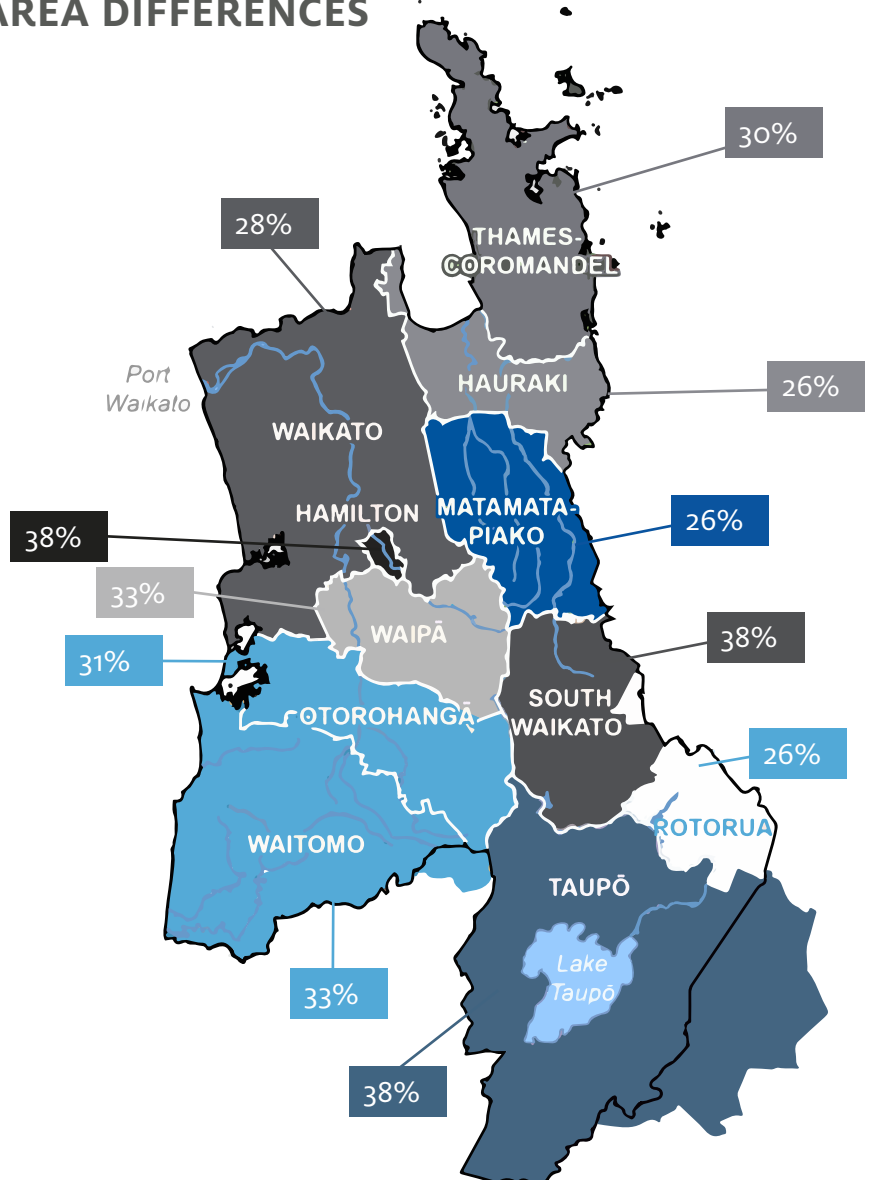 AREA DIFFERENCES
30%
28%
THAMES-
COROMANDEL
Port
Waikato
HAURAKI
26%
WAIKATO
HAMILTON
MATAMATA-
PIAKO
26%
38%
33%
WAIPĀ
31%
38%
SOUTH
WAIKATO
OTOROHANGĀ
26%
ROTORUA
WAITOMO
TAUPŌ
Lake
Taupō
33%
38%